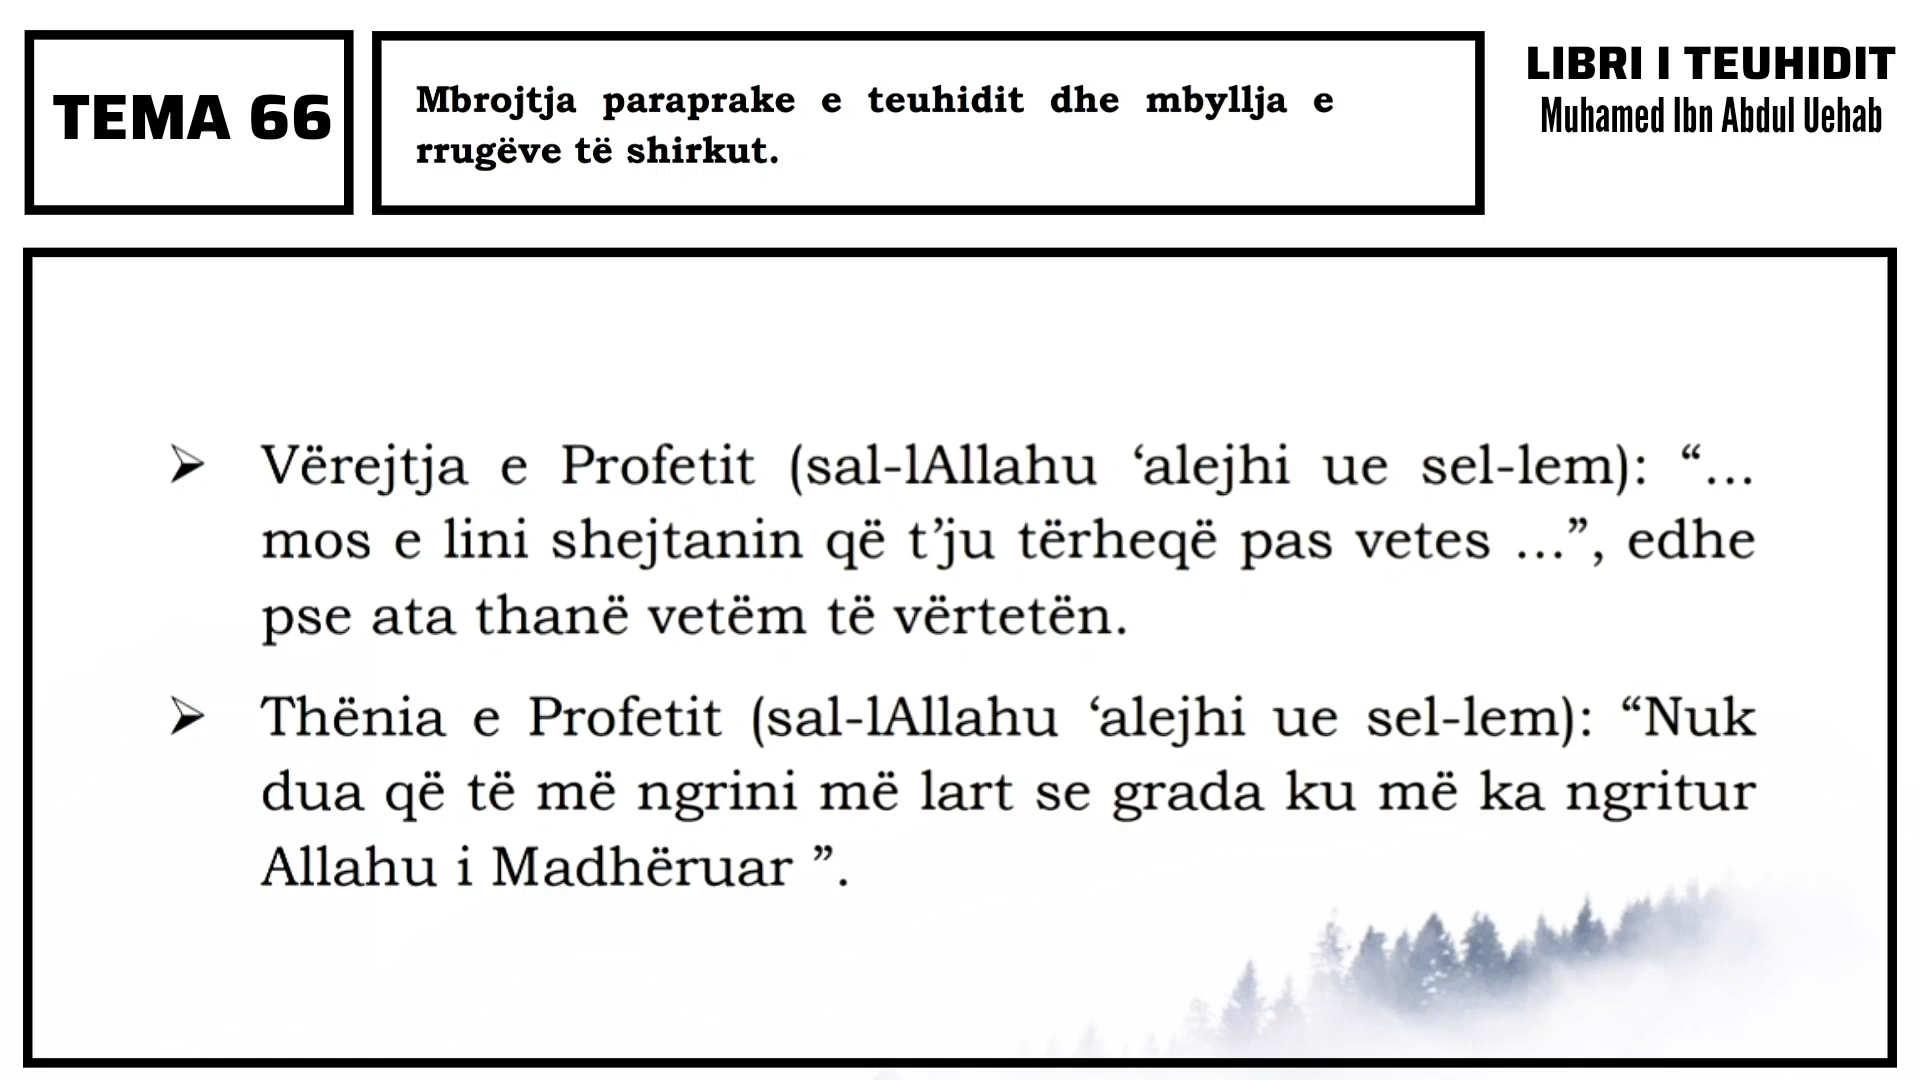 TEMA 66
Mbrojtja paraprake e teuhidit dhe mbyllja e
rrugëve të shirkut.
LIBRI I TEUHIDIT
Muhamed Ibn Abdul Uehab
➢ Vërejtja e Profetit (sal-lAllahu ‘alejhi ue sel-lem): “…
mos e lini shejtanin që t’ju tërheqë pas vetes …”, edhe
pse ata thanë vetëm të vërtetën.
➢ Thënia e Profetit (sal-lAllahu ‘alejhi ue sel-lem): “Nuk
dua që të më ngrini më lart se grada ku më ka ngritur
Allahu i Madhëruar ”.